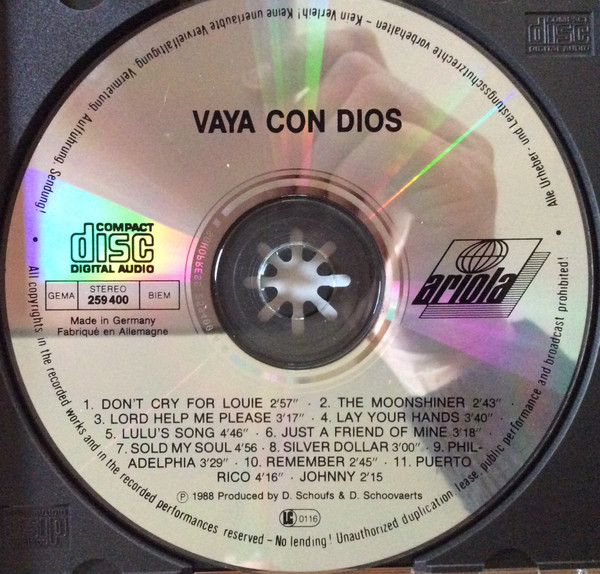 Alle Urheber- und Leistungsschutzrechte vorbehalten – Kein Verleih! Keine unerlaubte Vervielfältigung, Vermietung, Aufführung, Sendung!
VAYA CON DIOS
COMPACT
disc
DIGITAL AUDIO
ariola
GEMA STEREO 259 400 BIEM
Made in Germany
Fabriqué en Allemagne
1. DON'T CRY FOR LOUIE 2'57" · 2. THE MOONSHINER 2'43" ·
3. LORD HELP ME PLEASE 3'17" · 4. LAY YOUR HANDS 3'40" ·
5. LULU'S SONG 4'46" · 6. JUST A FRIEND OF MINE 3'18"
7. SOLD MY SOUL 4'56 · 8. SILVER DOLLAR 3'00" · 9. PHIL-
ADELPHIA 3'29" · 10. REMEMBER 2'45" · 11. PUERTO
RICO 4'16" · JOHNNY 2'15
Ⓟ 1988 Produced by D. Schoufs & D. Schoovaerts
LC 0116
All copyrights in the recorded works and in the recorded performances reserved – No lending! Unauthorized duplication, lease, public performance and broadcast prohibited!
disc
DIGITAL AUDIO